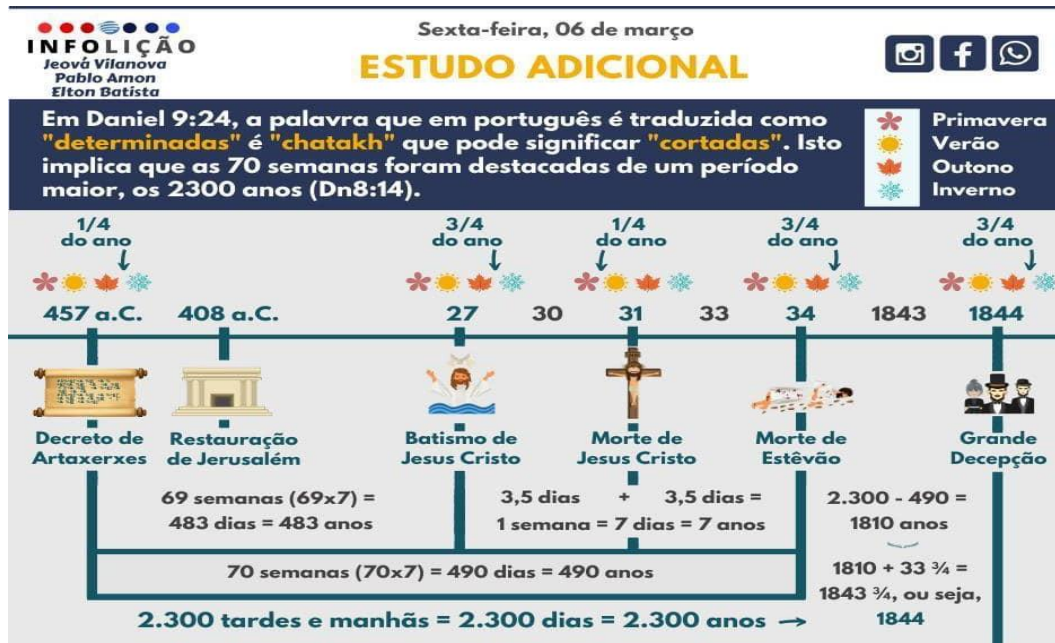 INFOLIÇÃO
Jeová Vilanova
Pablo Amon
Elton Batista
Sexta-feira, 06 de março
ESTUDO ADICIONAL
Em Daniel 9:24, a palavra que em português é traduzida como
"determinadas" é "chatakh" que pode significar "cortadas". Isto
implica que as 70 semanas foram destacadas de um período
maior, os 2300 anos (Dn8:14).
Primavera
Verão
Outono
Inverno
1/4
do ano
3/4
do ano
1/4
do ano
3/4
do ano
3/4
do ano
457 a.C.
408 a.C.
27
30
31
33
34
1843
1844
Decreto de
Artaxerxes
Restauração
de Jerusalém
Batismo de
Jesus Cristo
Morte de
Jesus Cristo
Morte de
Estêvão
Grande
Decepção
69 semanas (69x7) =
483 dias = 483 anos
3,5 dias + 3,5 dias =
1 semana = 7 dias = 7 anos
2.300 - 490 =
1810 anos
70 semanas (70x7) = 490 dias = 490 anos
1810 + 33 ¾ =
1843 ¾, ou seja,
1844
2.300 tardes e manhãs = 2.300 dias = 2.300 anos →